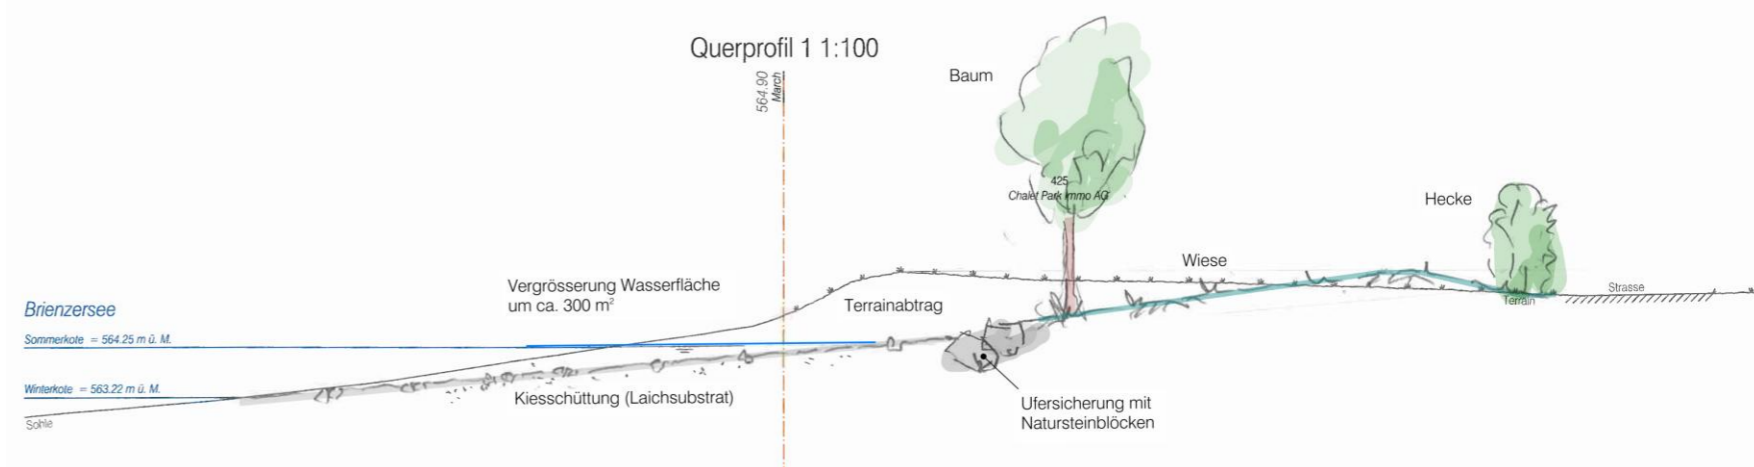 Querprofil 1 1:100
564.90
March
Baum
425
Chalet Park Immo AG
Hecke
Wiese
Vergrösserung Wasserfläche
um ca. 300 m²
Terrainabtrag
Strasse
Terrain
Brienzersee
Sommerkote = 564.25 m ü. M.
Winterkote = 563.22 m ü. M.
Kiesschüttung (Laichsubstrat)
Ufersicherung mit
Natursteinblöcken
Sohle